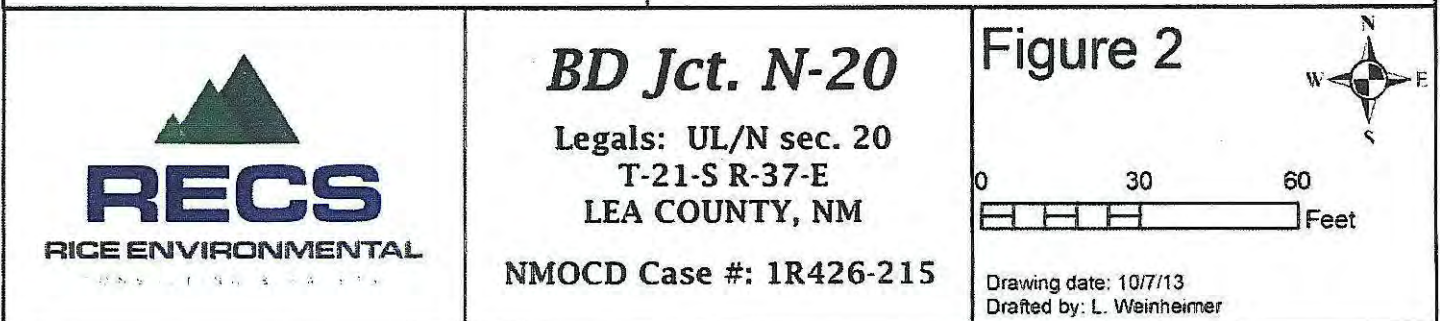 RECS
RICE ENVIRONMENTAL
BD Jct. N-20
Legals: UL/N sec. 20
T-21-S R-37-E
LEA COUNTY, NM
NMOCD Case #: 1R426-215
Figure 2
N
W E
S
0 30 60
Feet
Drawing date: 10/7/13
Drafted by: L. Weinheimer